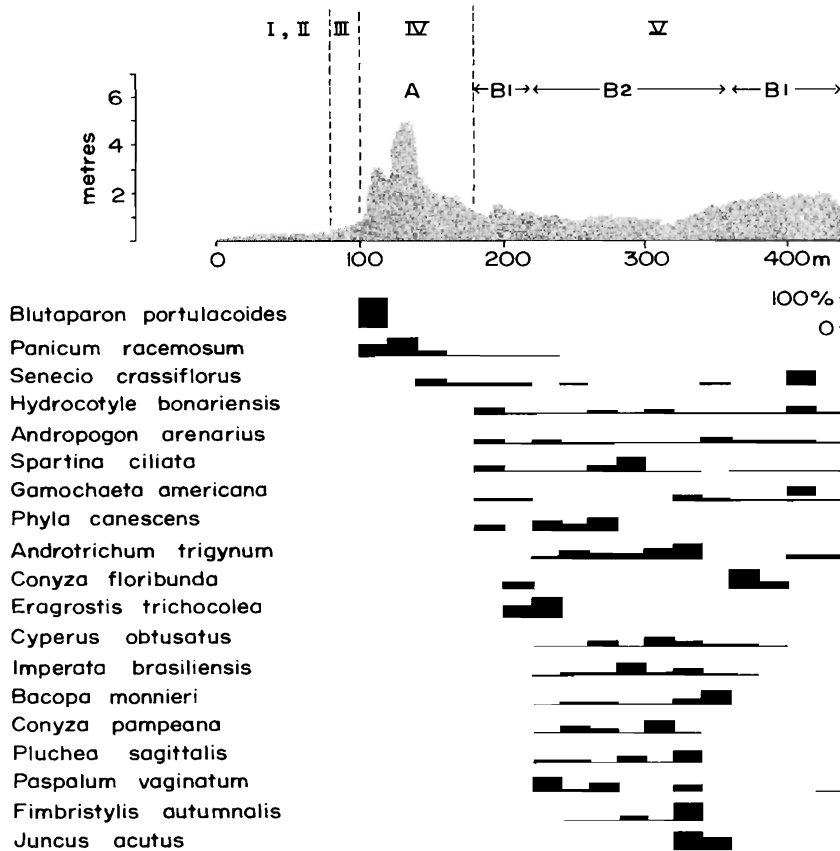 I, II III IV V
A B1 B2 B1
6
4
2
metres
0 100 200 300 400m
100%
0
Blutaparon portulacoides
Panicum racemosum
Senecio crassiflorus
Hydrocotyle bonariensis
Andropogon arenarius
Spartina ciliata
Gamochaeta americana
Phyla canescens
Androtrichum trigynum
Conyza floribunda
Eragrostis trichocolea
Cyperus obtusatus
Imperata brasiliensis
Bacopa monnieri
Conyza pampeana
Pluchea sagittalis
Paspalum vaginatum
Fimbristylis autumnalis
Juncus acutus